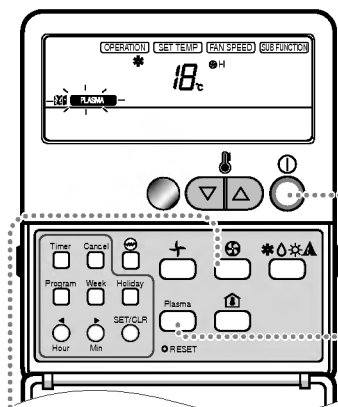 OPERATION SET TEMP FAN SPEED SUB FUNCTION
18°C H
PLASMA
Timer Cancel
Program Week Holiday
Plasma
SET/CLR
Hour Min
RESET